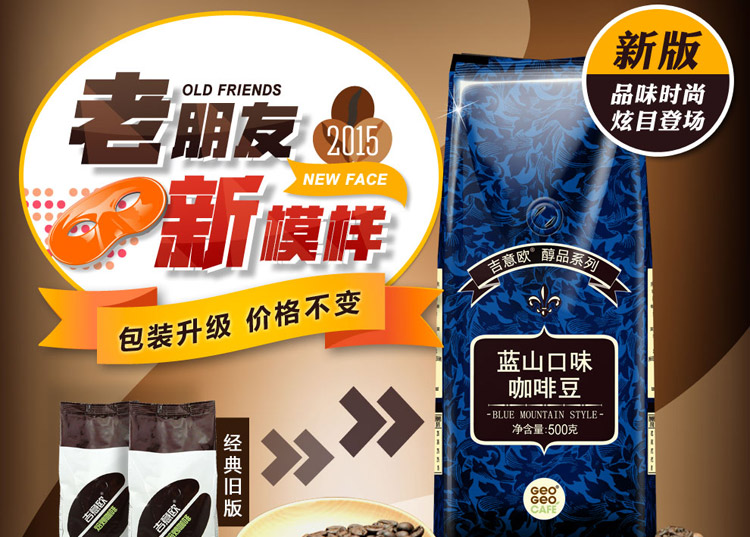 老朋友
OLD FRIENDS
2015
NEW FACE
新模样
包装升级 价格不变
新版
品味时尚
炫目登场
吉意欧® 醇品系列
蓝山口味
咖啡豆
-BLUE MOUNTAIN STYLE-
净含量:500克
GEO®
GEO
CAFE
经典旧版
吉意欧
吉意欧